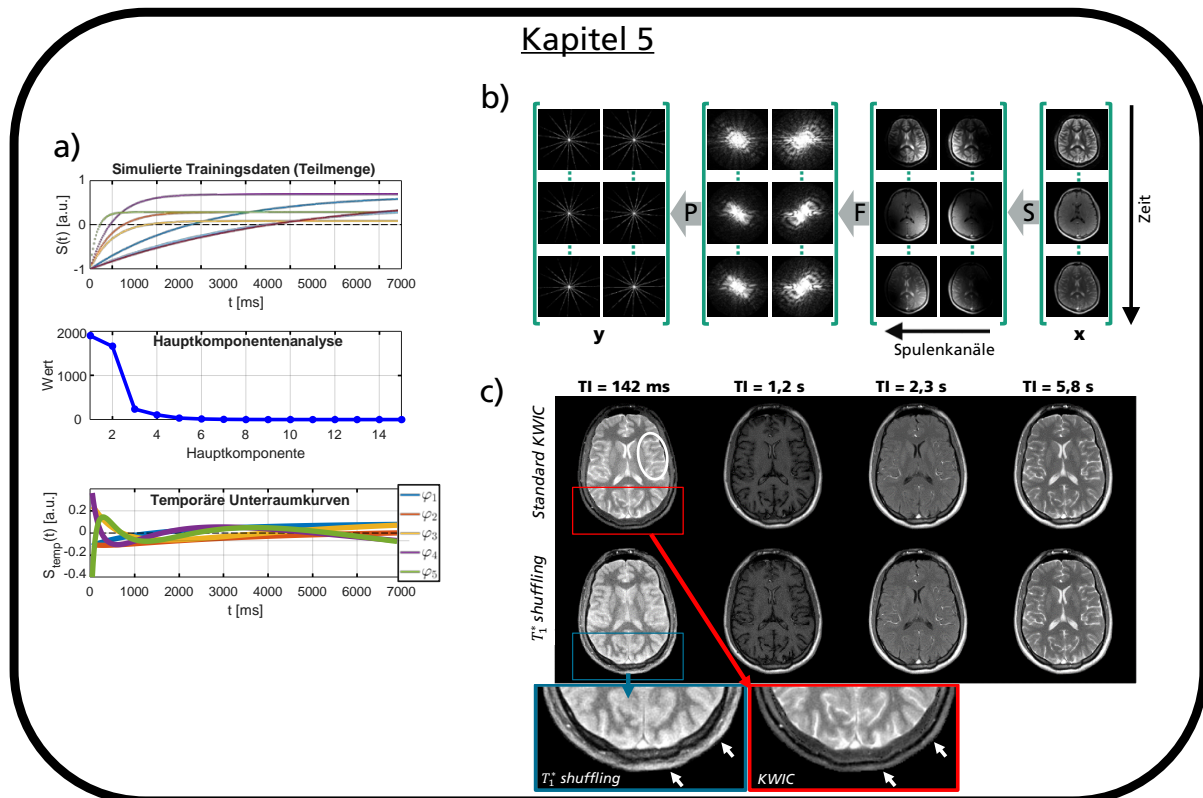 Kapitel 5
a)
Simulierte Trainingsdaten (Teilmenge)
S(t) [a.u.]
1
0
-1
0 1000 2000 3000 4000 5000 6000 7000
t [ms]
Hauptkomponentenanalyse
Wert
2000
1000
0
2 4 6 8 10 12 14
Hauptkomponente
Temporäre Unterraumkurven
S_temp(t) [a.u.]
0.2
0
-0.2
-0.4
0 1000 2000 3000 4000 5000 6000 7000
t [ms]
φ1
φ2
φ3
φ4
φ5
b)
P
F
S
Zeit
y
x
Spulenkanäle
c)
TI = 142 ms TI = 1,2 s TI = 2,3 s TI = 5,8 s
Standard KWIC
T₁* shuffling
T₁* shuffling
KWIC